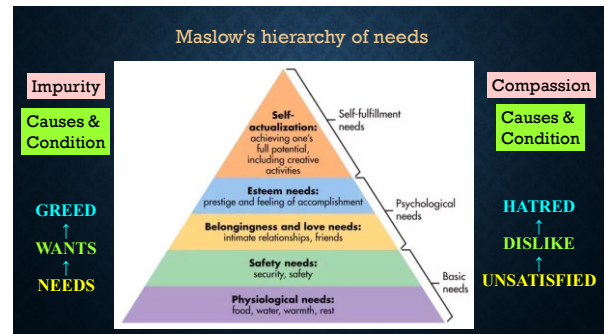 Maslow's hierarchy of needs
Impurity
Causes &
Condition
GREED
↑
WANTS
↑
NEEDS
Self-
actualization:
achieving one's
full potential,
including creative
activities
Esteem needs:
prestige and feeling of accomplishment
Belongingness and love needs:
intimate relationships, friends
Safety needs:
security, safety
Physiological needs:
food, water, warmth, rest
Self-fulfillment
needs
Psychological
needs
Basic
needs
Compassion
Causes &
Condition
HATRED
↑
DISLIKE
↑
UNSATISFIED